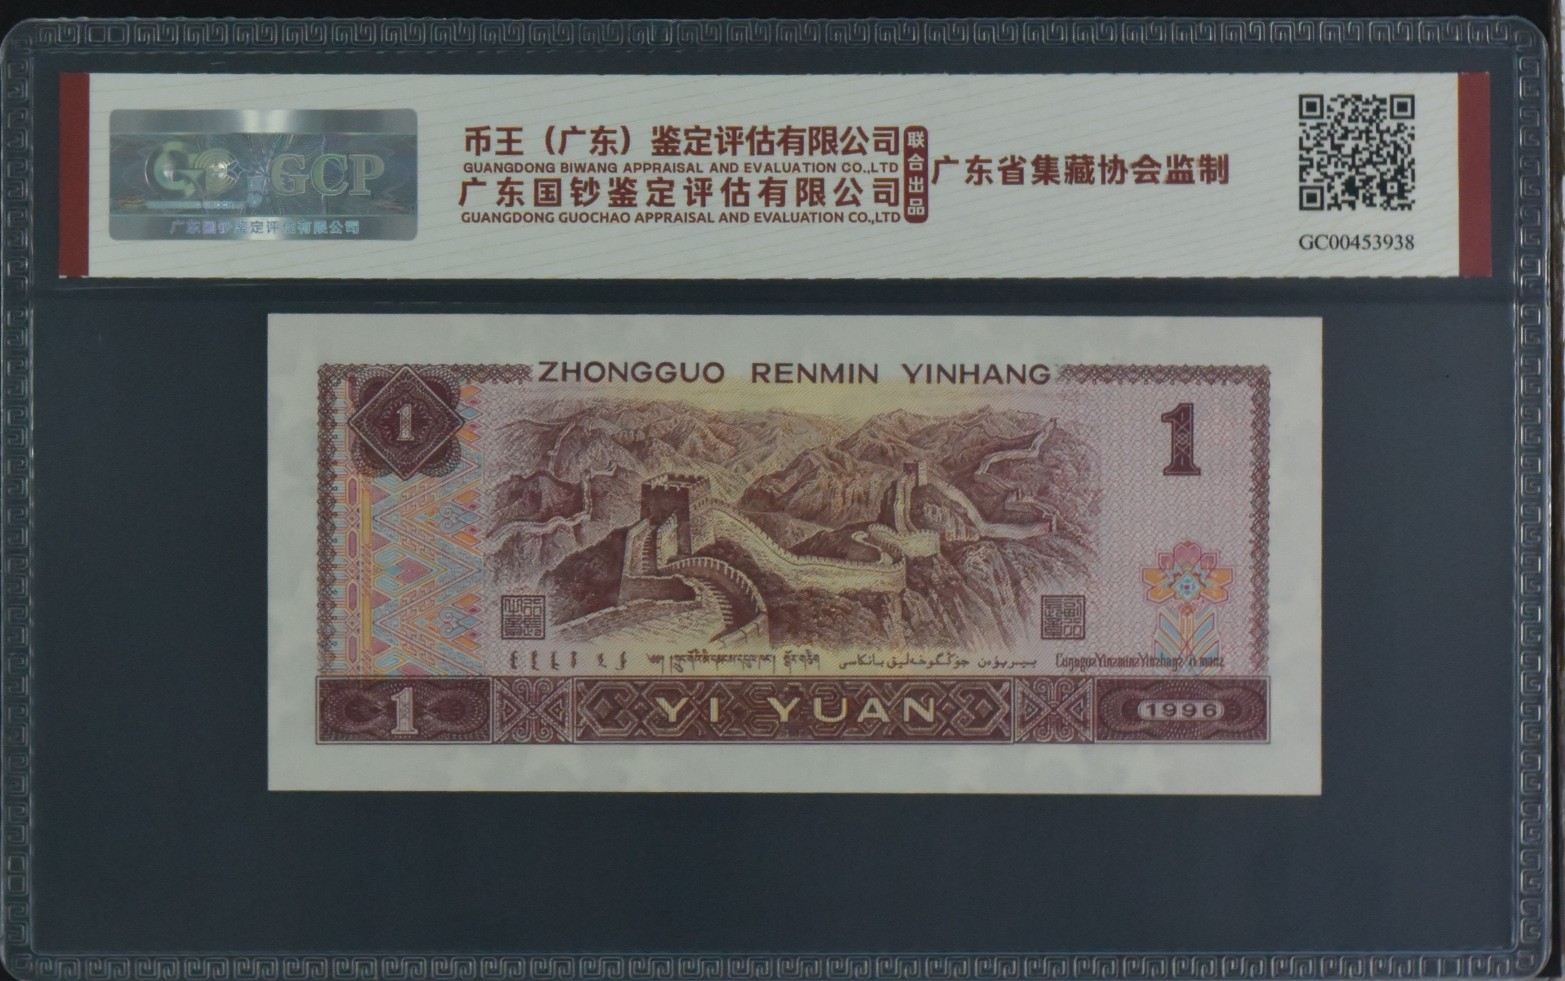 GCP
广东国钞鉴定评估有限公司
币王（广东）鉴定评估有限公司
GUANGDONG BIWANG APPRAISAL AND EVALUATION CO.,LTD
广东国钞鉴定评估有限公司
GUANGDONG GUOCHAO APPRAISAL AND EVALUATION CO.,LTD
联合出品
广东省集藏协会监制
GC00453938
ZHONGGUO RENMIN YINHANG
1
1
1 YI YUAN 1996